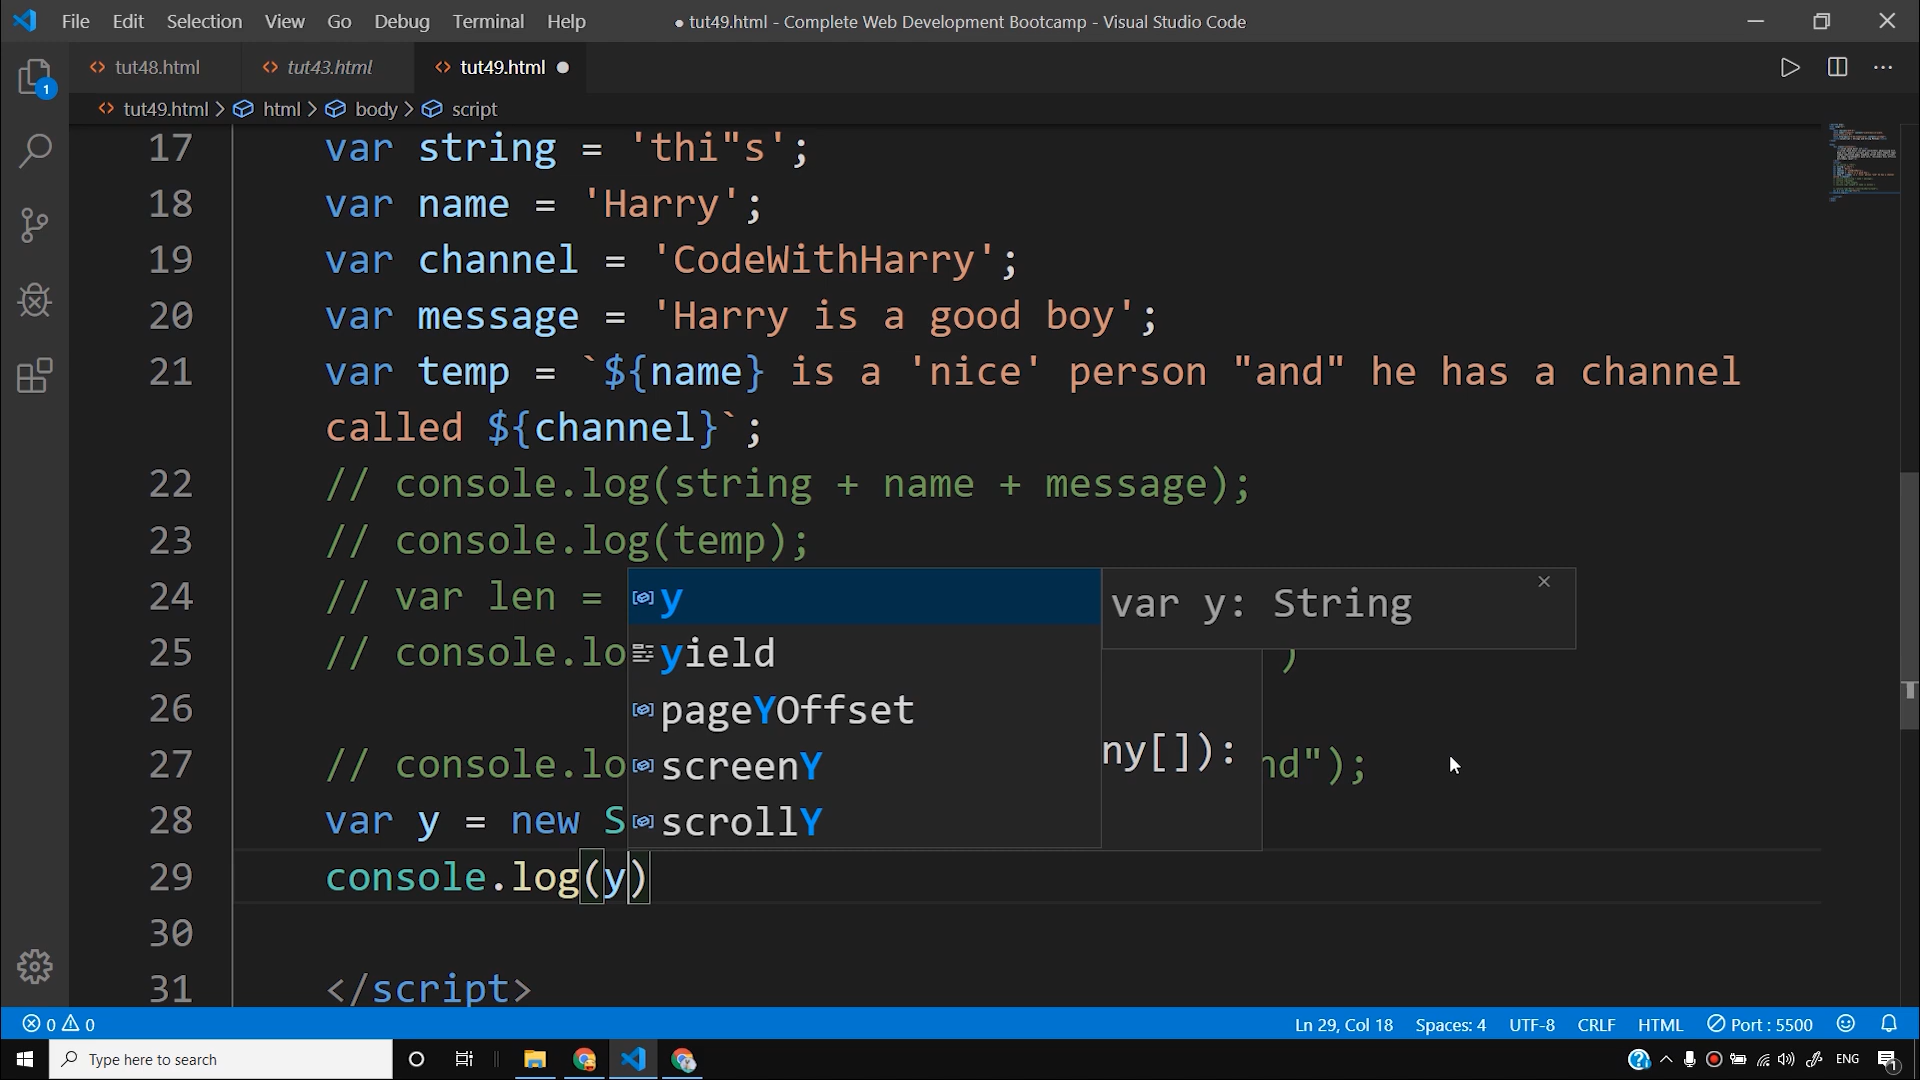 File Edit Selection View Go Debug Terminal Help ● tut49.html - Complete Web Development Bootcamp - Visual Studio Code
tut48.html tut43.html tut49.html
tut49.html > html > body > script
17 var string = 'thi"s';
18 var name = 'Harry';
19 var channel = 'CodeWithHarry';
20 var message = 'Harry is a good boy';
21 var temp = `${name} is a 'nice' person "and" he has a channel
called ${channel}`;
22 // console.log(string + name + message);
23 // console.log(temp);
24 // var len =
y var y: String
25 // console.lo )
yield
26
pageYOffset
27 // console.lo ny[]): nd");
screenY
28 var y = new S
scrollY
29 console.log(y)
30
31 </script>
1
0 0 Ln 29, Col 18 Spaces: 4 UTF-8 CRLF HTML Port : 5500
Type here to search ENG 1